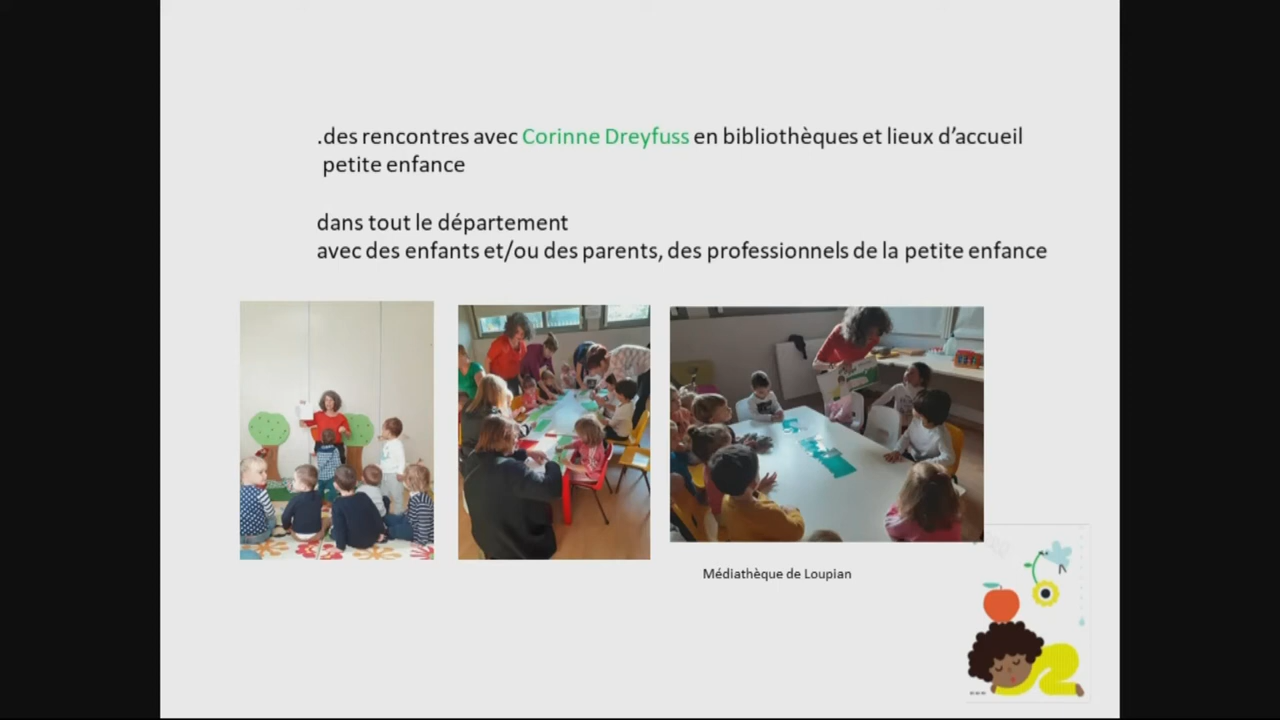 .des rencontres avec Corinne Dreyfuss en bibliothèques et lieux d’accueil
petite enfance
dans tout le département
avec des enfants et/ou des parents, des professionnels de la petite enfance
Médiathèque de Loupian